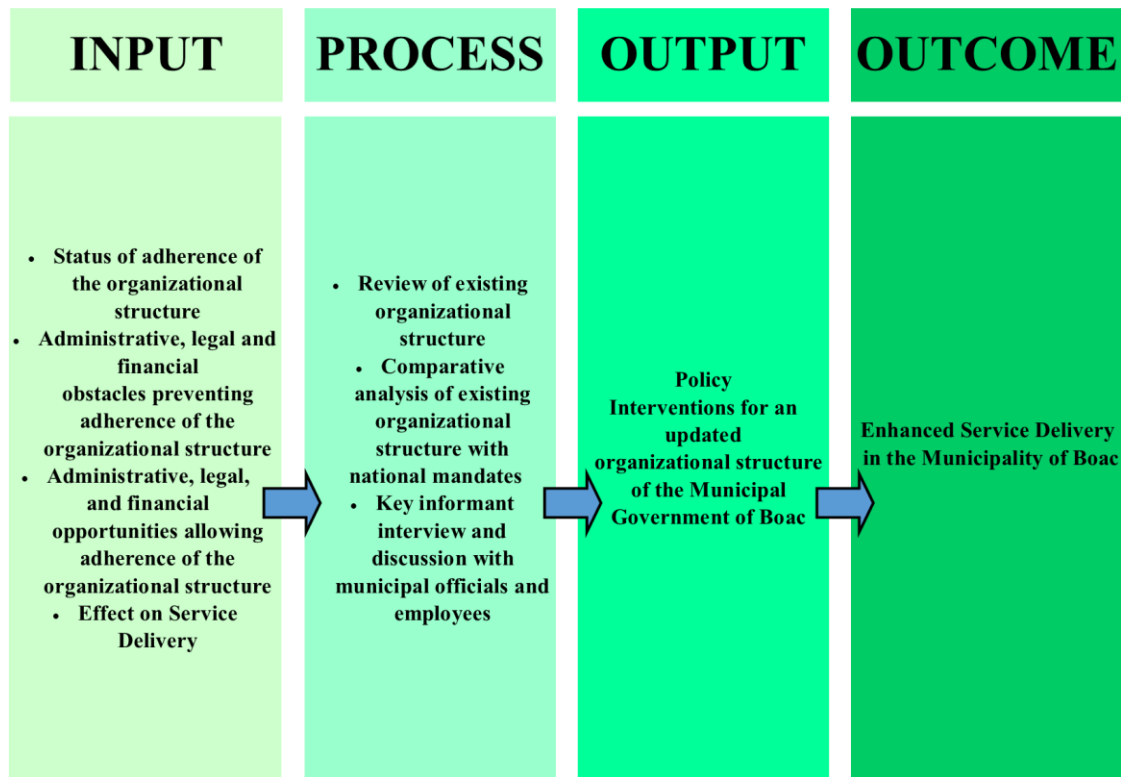 INPUT
PROCESS
OUTPUT
OUTCOME
• Status of adherence of
the organizational
structure
• Administrative, legal and
financial
obstacles preventing
adherence of the
organizational structure
• Administrative, legal,
and financial
opportunities allowing
adherence of the
organizational structure
• Effect on Service
Delivery
• Review of existing
organizational
structure
• Comparative
analysis of existing
organizational
structure with
national mandates
• Key informant
interview and
discussion with
municipal officials and
employees
Policy
Interventions for an
updated
organizational structure
of the Municipal
Government of Boac
Enhanced Service Delivery
in the Municipality of Boac